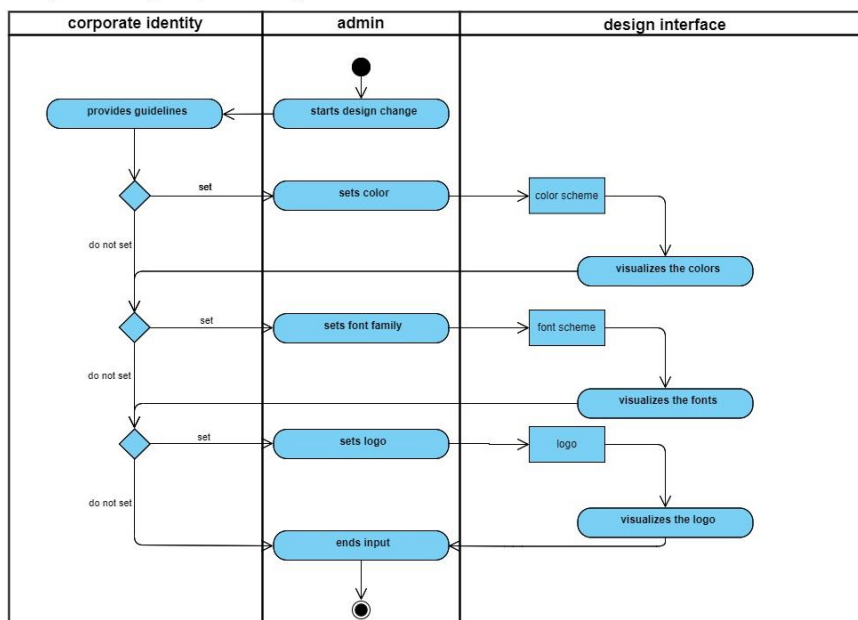 corporate identity
admin
design interface
provides guidelines
starts design change
set
sets color
color scheme
do not set
visualizes the colors
set
sets font family
font scheme
do not set
visualizes the fonts
set
sets logo
logo
do not set
visualizes the logo
ends input